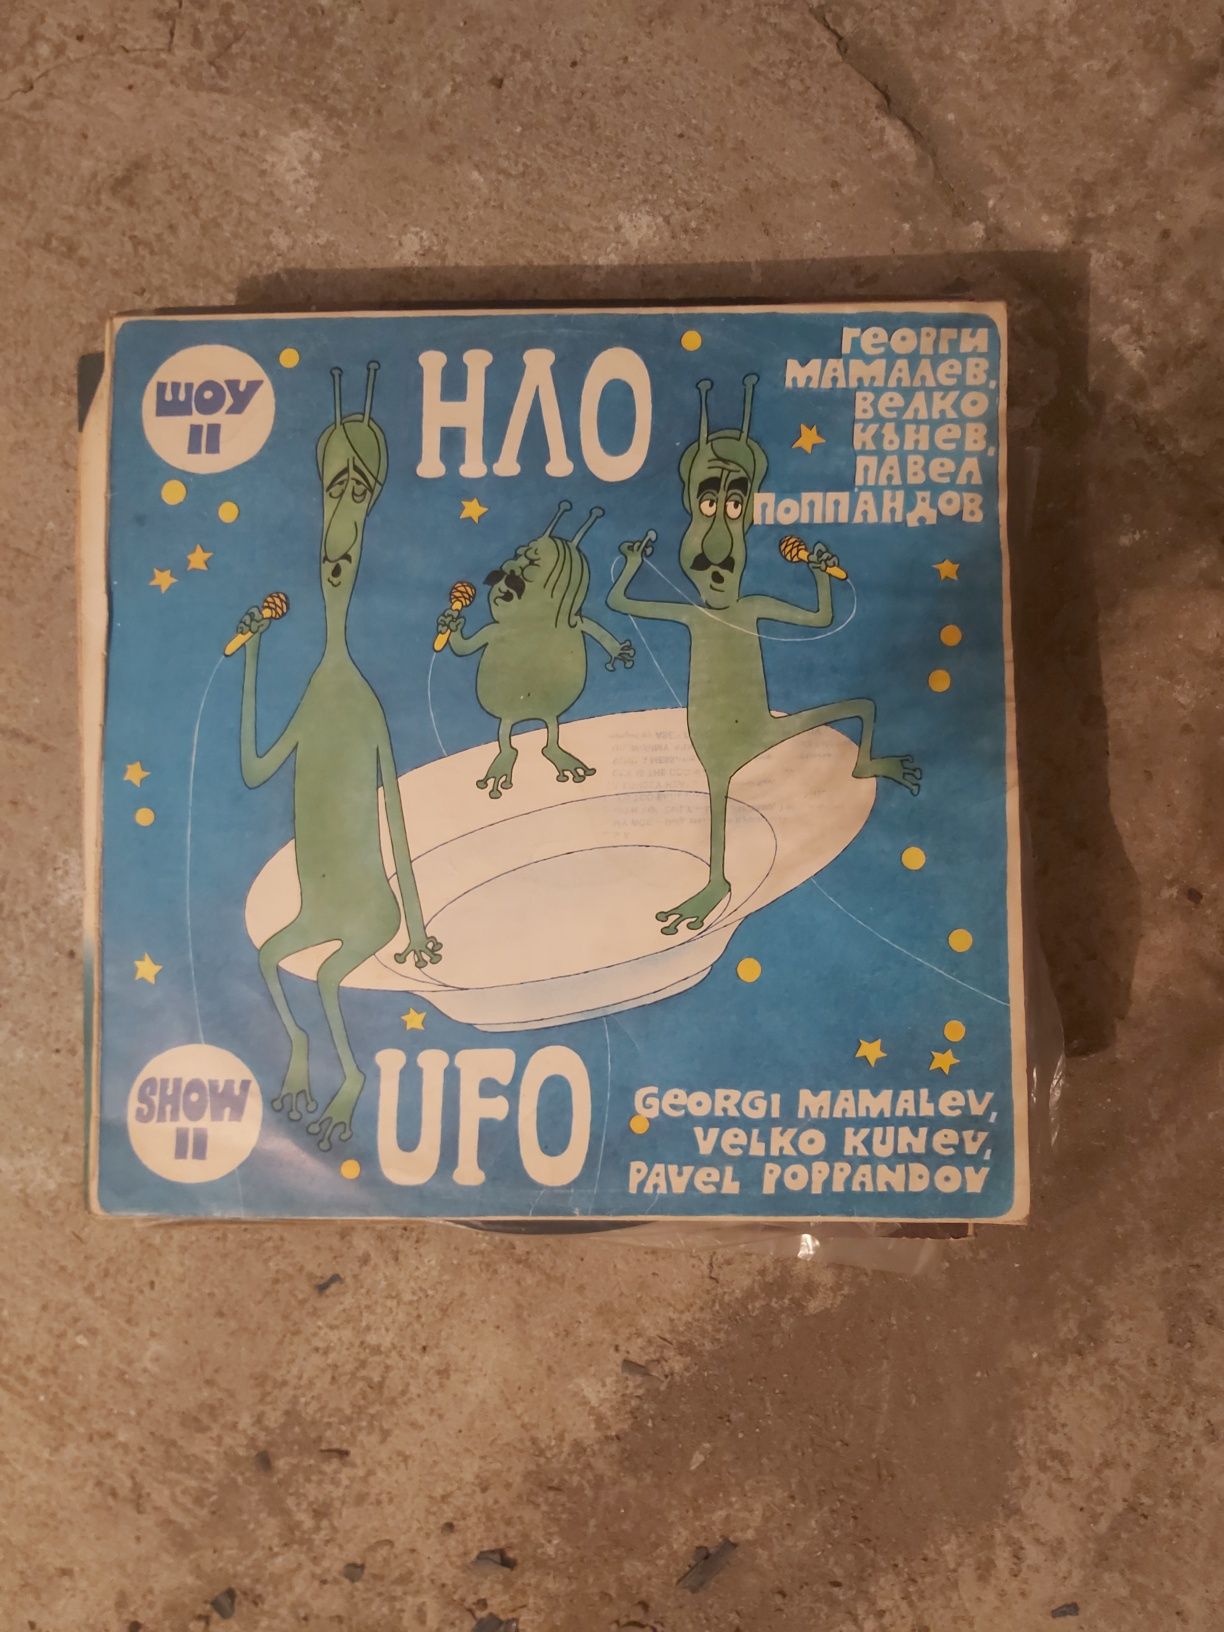 ШОУ
II
НЛО
ГЕОРГИ
МАМАЛЕВ,
ВЕЛКО
КЪНЕВ,
ПАВЕЛ
ПОППАНДОВ
SHOW
II
UFO
GEORGI MAMALEV,
VELKO KUNEV,
PAVEL POPPANDOV